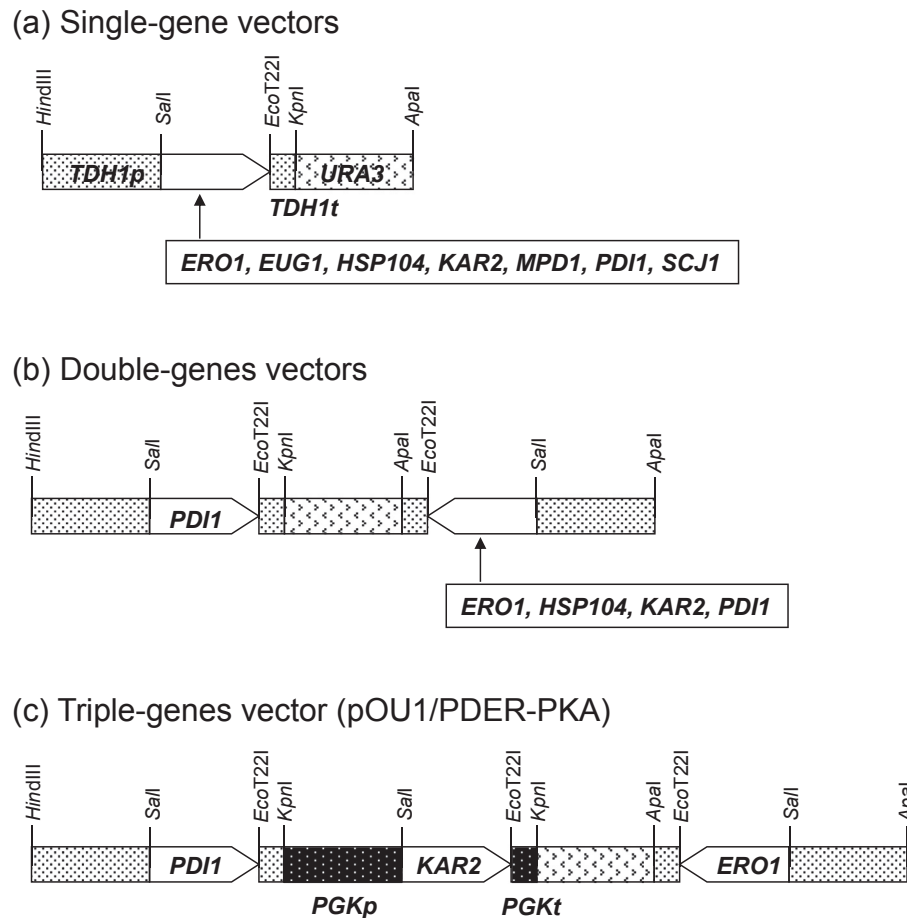 (a) Single-gene vectors
HindIII SalI EcoT22I KpnI ApaI
TDH1p URA3
TDH1t
ERO1, EUG1, HSP104, KAR2, MPD1, PDI1, SCJ1
(b) Double-genes vectors
HindIII SalI EcoT22I KpnI ApaI EcoT22I SalI ApaI
PDI1
ERO1, HSP104, KAR2, PDI1
(c) Triple-genes vector (pOU1/PDER-PKA)
HindIII SalI EcoT22I KpnI SalI EcoT22I KpnI ApaI EcoT22I SalI ApaI
PDI1 KAR2 ERO1
PGKp PGKt